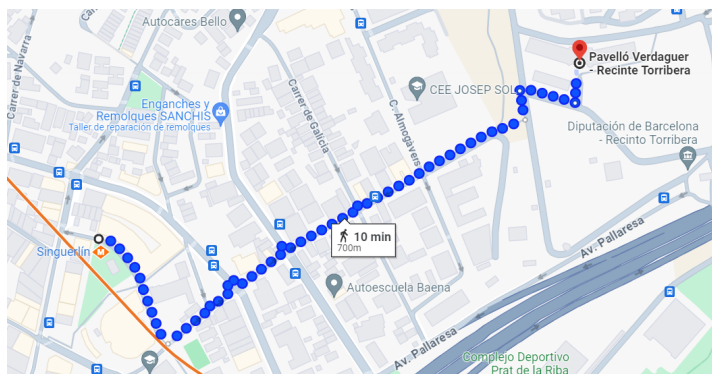 Autocares Bello
Carrer de Navarra
Pavelló Verdaguer
- Recinte Torribera
CEE JOSEP SOL
Enganches y
Remolques SANCHIS
Taller de reparación de remolques
Carrer de Galícia
C. Almogàvers
Diputación de Barcelona
- Recinto Torribera
10 min
700m
Singuerlín
M
Av. Pallaresa
Autoescuela Baena
Av. Pallaresa
Complejo Deportivo
Prat de la Riba